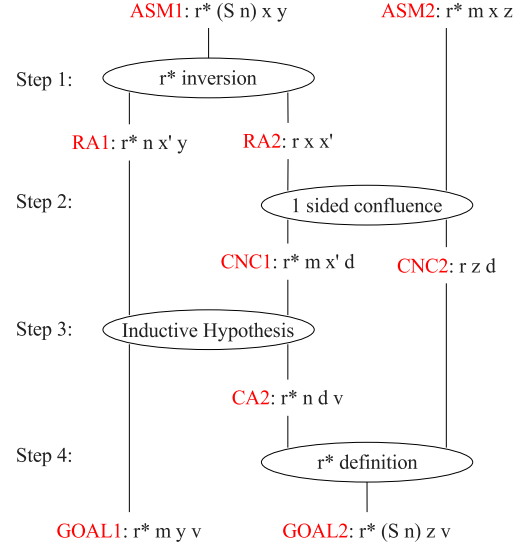 ASM1: r* (S n) x y
ASM2: r* m x z
Step 1:
r* inversion
RA1: r* n x' y
RA2: r x x'
Step 2:
1 sided confluence
CNC1: r* m x' d
CNC2: r z d
Step 3:
Inductive Hypothesis
CA2: r* n d v
Step 4:
r* definition
GOAL1: r* m y v
GOAL2: r* (S n) z v